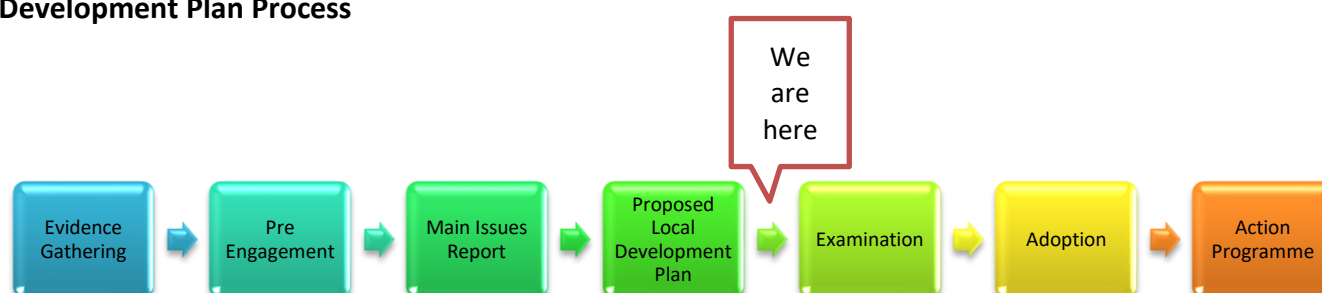 Development Plan Process
We
are
here
Evidence
Gathering
Pre
Engagement
Main Issues
Report
Proposed
Local
Development
Plan
Examination
Adoption
Action
Programme